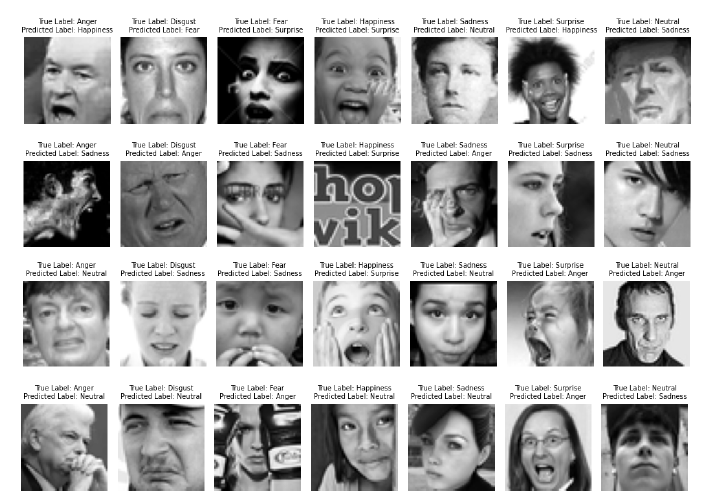 True Label: Anger
Predicted Label: Happiness
True Label: Disgust
Predicted Label: Fear
True Label: Fear
Predicted Label: Surprise
True Label: Happiness
Predicted Label: Surprise
True Label: Sadness
Predicted Label: Neutral
True Label: Surprise
Predicted Label: Happiness
True Label: Neutral
Predicted Label: Sadness
True Label: Anger
Predicted Label: Sadness
True Label: Disgust
Predicted Label: Anger
True Label: Fear
Predicted Label: Sadness
True Label: Happiness
Predicted Label: Surprise
hop
wik
True Label: Sadness
Predicted Label: Anger
True Label: Surprise
Predicted Label: Sadness
True Label: Neutral
Predicted Label: Sadness
True Label: Anger
Predicted Label: Neutral
True Label: Disgust
Predicted Label: Sadness
True Label: Fear
Predicted Label: Sadness
True Label: Happiness
Predicted Label: Surprise
True Label: Sadness
Predicted Label: Neutral
True Label: Surprise
Predicted Label: Anger
True Label: Neutral
Predicted Label: Anger
True Label: Anger
Predicted Label: Neutral
True Label: Disgust
Predicted Label: Neutral
True Label: Fear
Predicted Label: Anger
True Label: Happiness
Predicted Label: Neutral
True Label: Sadness
Predicted Label: Neutral
True Label: Surprise
Predicted Label: Anger
True Label: Neutral
Predicted Label: Sadness